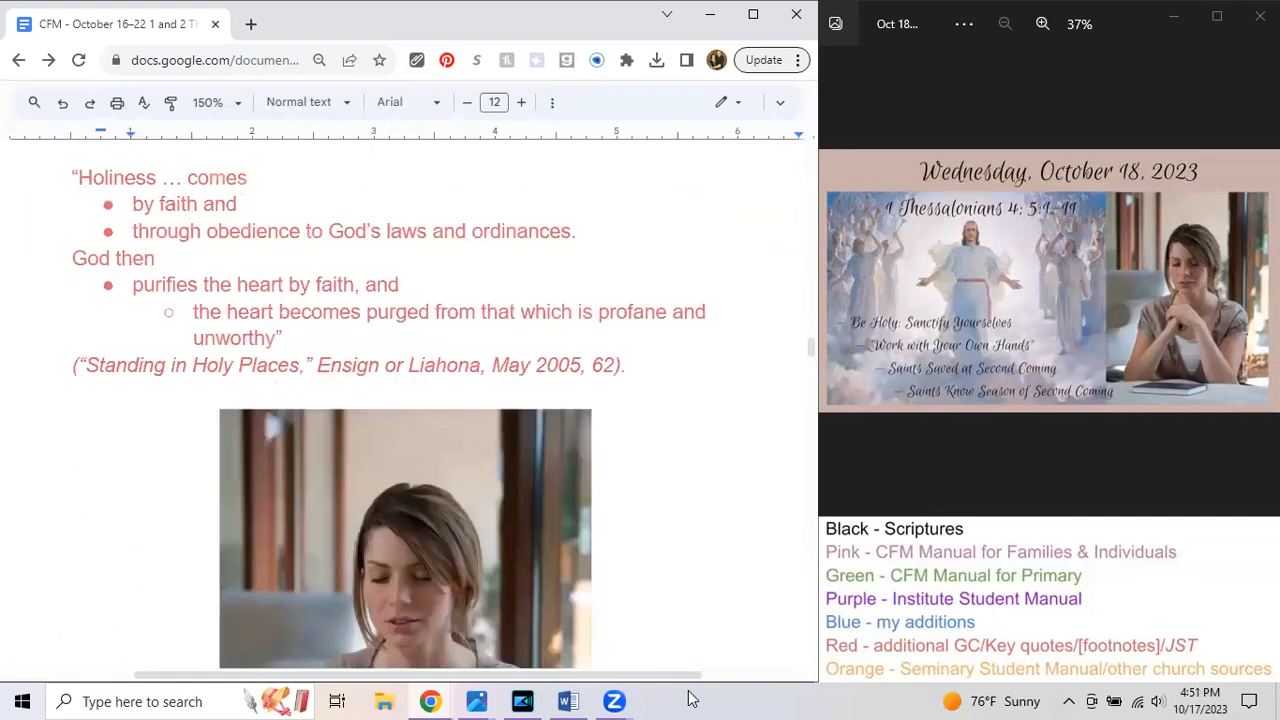 CFM - October 16–22 1 and 2 Th
Oct 18...
37%
docs.google.com/documen...
Update
150%
Normal text
Arial
12
1
2
3
4
5
6
“Holiness … comes
by faith and
through obedience to God’s laws and ordinances.
God then
purifies the heart by faith, and
the heart becomes purged from that which is profane and
unworthy”
(“Standing in Holy Places,” Ensign or Liahona, May 2005, 62).
Wednesday, October 18, 2023
1 Thessalonians 4; 5:1-11
- Be Holy: Sanctify Yourselves
- "Work with Your Own Hands"
- Saints Saved at Second Coming
- Saints Know Season of Second Coming
Black - Scriptures
Pink - CFM Manual for Families & Individuals
Green - CFM Manual for Primary
Purple - Institute Student Manual
Blue - my additions
Red - additional GC/Key quotes/[footnotes]/JST
Orange - Seminary Student Manual/other church sources
Type here to search
76°F Sunny
4:51 PM
10/17/2023